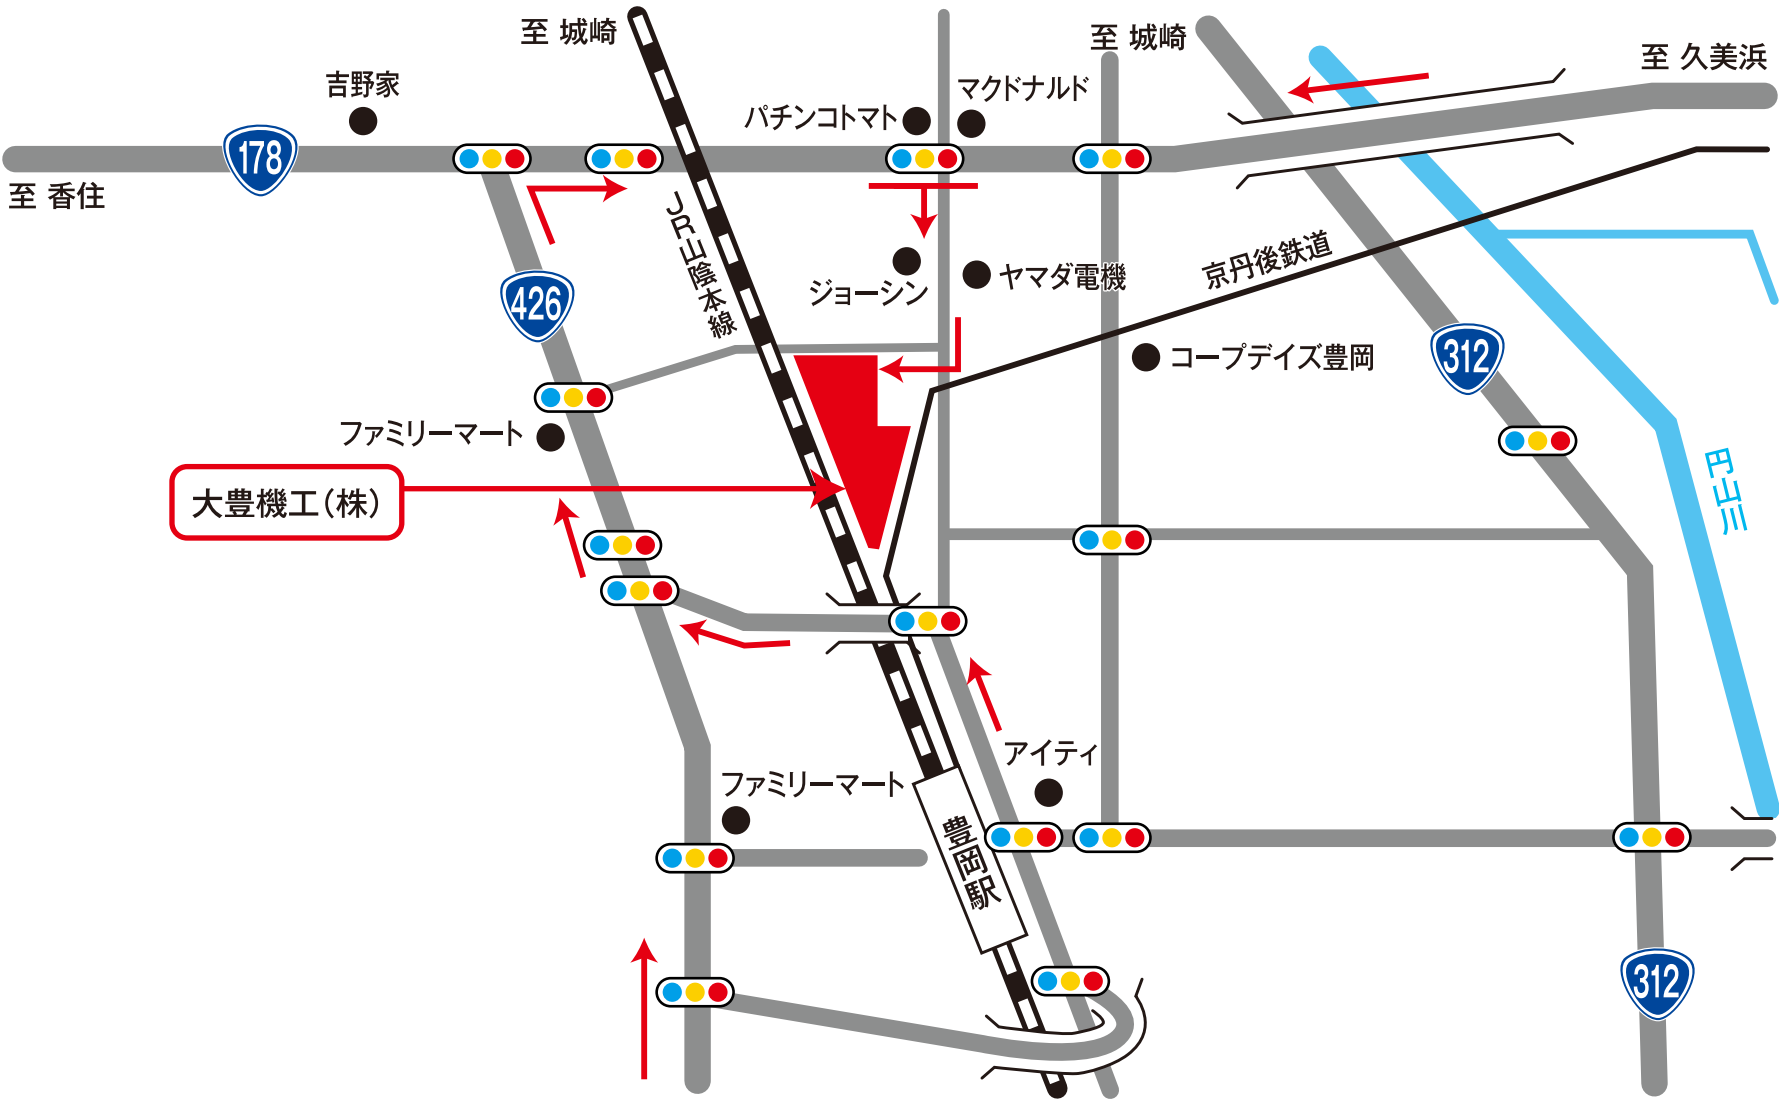 至 城崎
至 城崎
至 久美浜
吉野家
パチンコトマト
マクドナルド
178
至 香住
JR山陰本線
426
ジョーシン
ヤマダ電機
京丹後鉄道
コープデイズ豊岡
312
ファミリーマート
大豊機工(株)
円山川
アイティ
ファミリーマート
豊岡駅
312